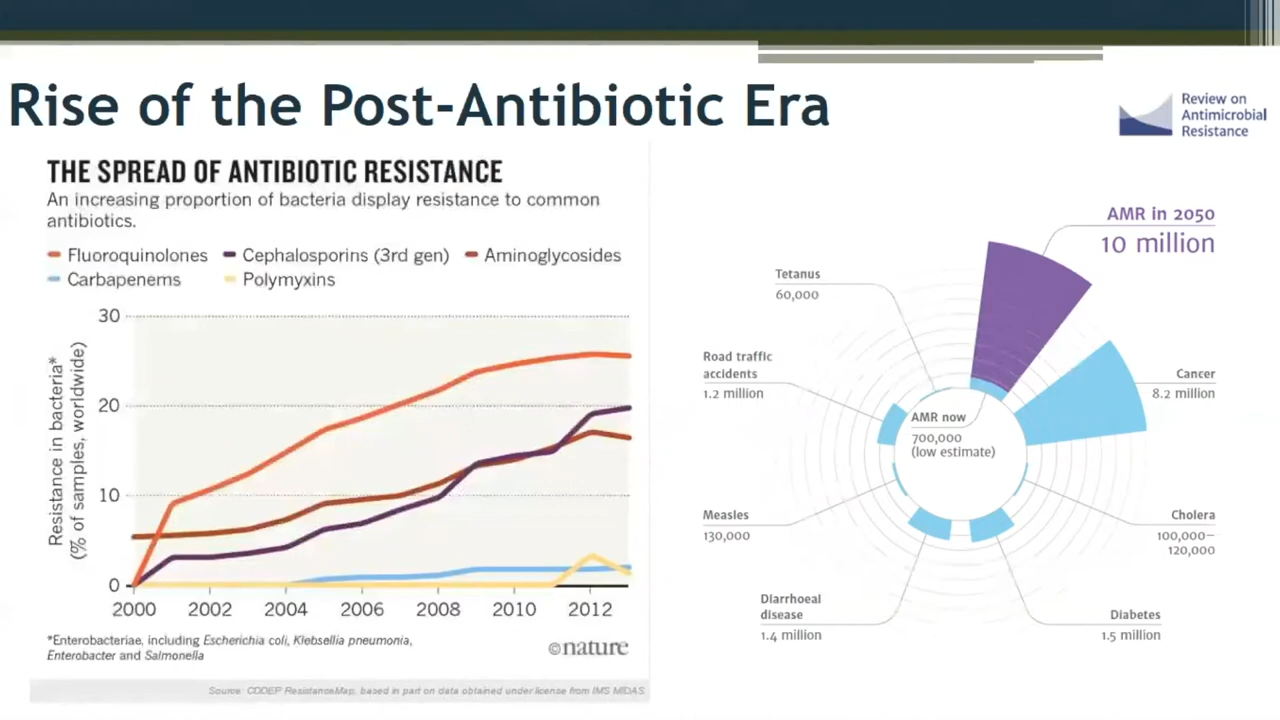 Rise of the Post-Antibiotic Era
Review on
Antimicrobial
Resistance
THE SPREAD OF ANTIBIOTIC RESISTANCE
An increasing proportion of bacteria display resistance to common
antibiotics.
Fluoroquinolones Cephalosporins (3rd gen) Aminoglycosides
Carbapenems Polymyxins
Resistance in bacteria*
(% of samples, worldwide)
30
20
10
0
2000 2002 2004 2006 2008 2010 2012
*Enterobacteriae, including Escherichia coli, Klebsellia pneumonia,
Enterobacter and Salmonella
©nature
Source: CDDEP ResistanceMap, based in part on data obtained under license from IMS MIDAS.
AMR in 2050
10 million
Tetanus
60,000
Road traffic
accidents
1.2 million
Cancer
8.2 million
AMR now
700,000
(low estimate)
Measles
130,000
Cholera
100,000–
120,000
Diarrhoeal
disease
1.4 million
Diabetes
1.5 million